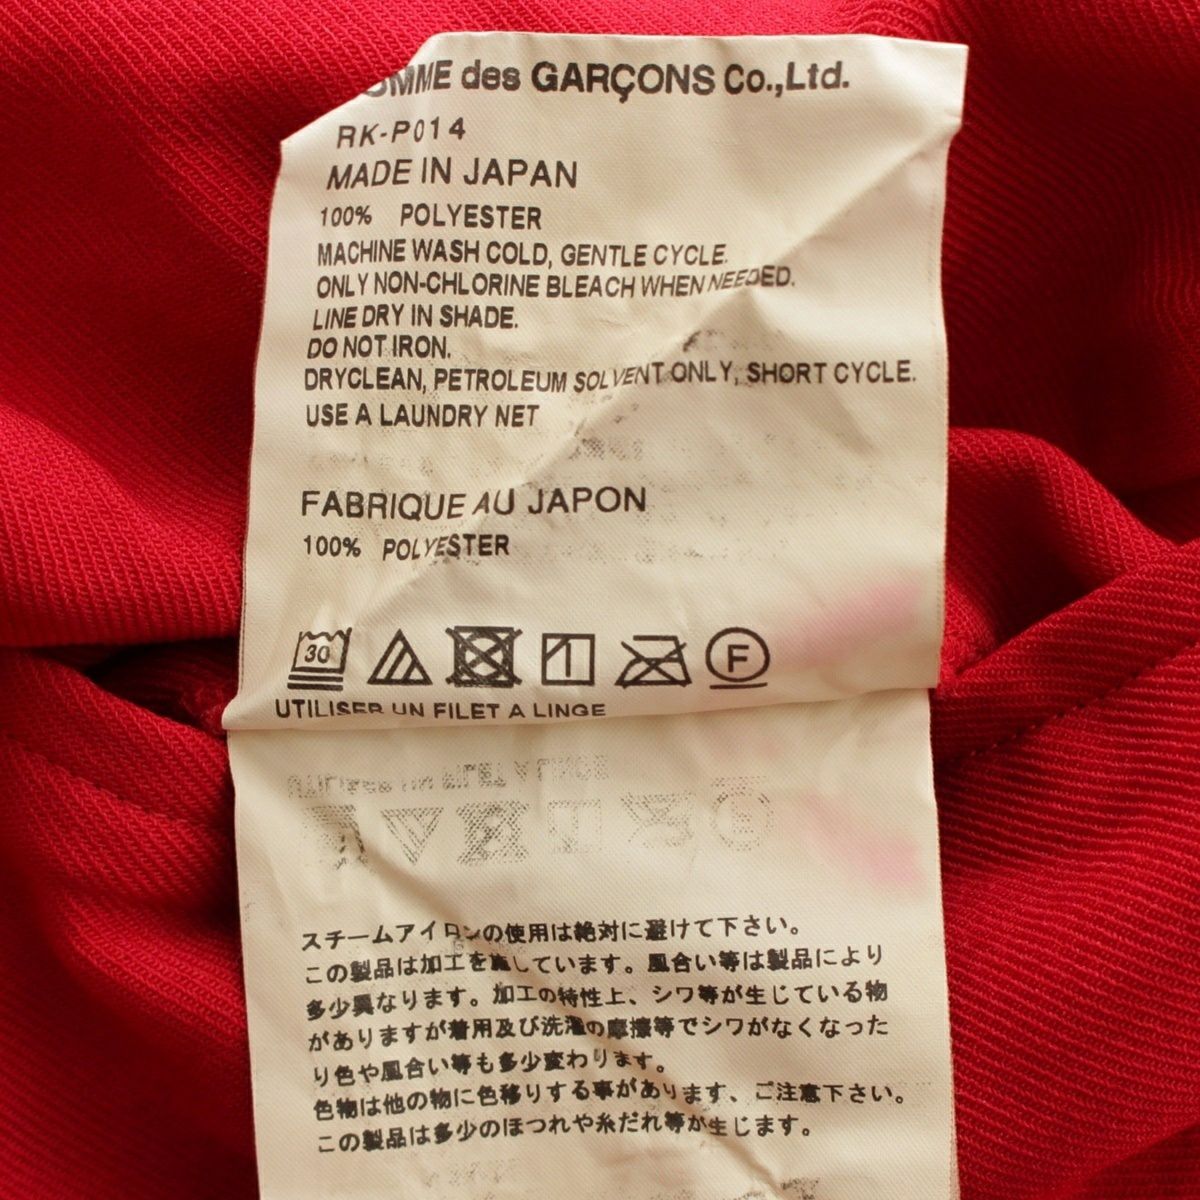 COMME des GARÇONS Co.,Ltd.
RK-P014
MADE IN JAPAN
100% POLYESTER
MACHINE WASH COLD, GENTLE CYCLE.
ONLY NON-CHLORINE BLEACH WHEN NEEDED.
LINE DRY IN SHADE.
DO NOT IRON.
DRYCLEAN, PETROLEUM SOLVENT ONLY, SHORT CYCLE.
USE A LAUNDRY NET
FABRIQUE AU JAPON
100% POLYESTER
30 F
UTILISER UN FILET A LINGE
スチームアイロンの使用は絶対に避けて下さい。
この製品は加工を施しています。風合い等は製品により
多少異なります。加工の特性上、シワ等が生じている物
がありますが着用及び洗濯の摩擦等でシワがなくなった
り色や風合い等も多少変わります。
色物は他の物に色移りする事があります、ご注意下さい。
この製品は多少のほつれや糸だれ等が生じます。